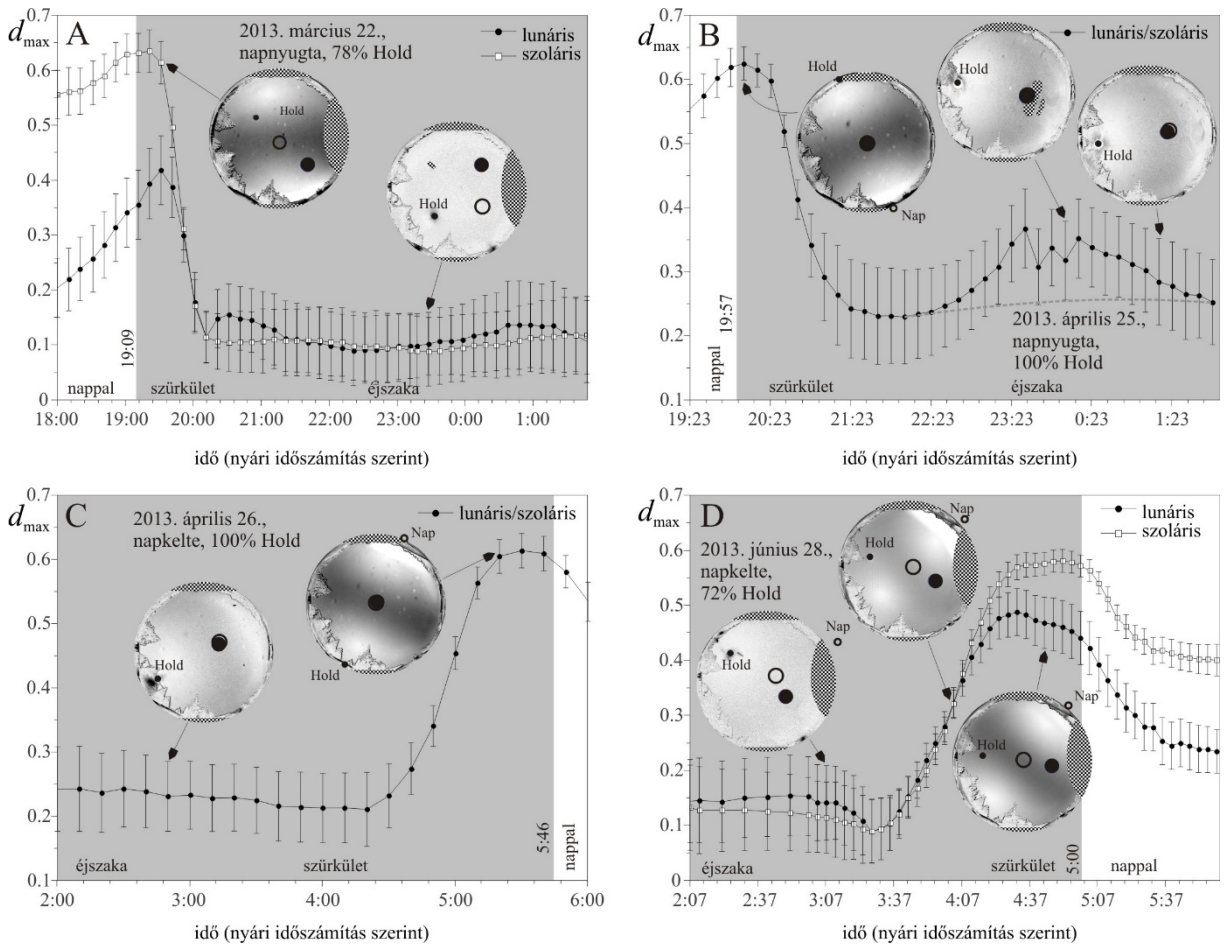 A
d max
2013. március 22.,
napnyugta, 78% Hold
lunáris
szoláris
Hold
Hold
19:09
nappal
szürkület
éjszaka
0.7
0.6
0.5
0.4
0.3
0.2
0.1
0
18:00 19:00 20:00 21:00 22:00 23:00 0:00 1:00
idő (nyári időszámítás szerint)
B
d max
lunáris/szoláris
Hold
Hold
Hold
Nap
19:57
nappal
szürkület
2013. április 25.,
napnyugta,
100% Hold
éjszaka
0.7
0.6
0.5
0.4
0.3
0.2
0.1
19:23 20:23 21:23 22:23 23:23 0:23 1:23
idő (nyári időszámítás szerint)
C
d max
2013. április 26.,
napkelte, 100% Hold
lunáris/szoláris
Nap
Hold
Hold
5:46
nappal
éjszaka
szürkület
0.7
0.6
0.5
0.4
0.3
0.2
0.1
2:00 3:00 4:00 5:00 6:00
idő (nyári időszámítás szerint)
D
d max
2013. június 28.,
napkelte,
72% Hold
lunáris
szoláris
Nap
Hold
Nap
Hold
Nap
Hold
5:00
éjszaka
szürkület
nappal
0.7
0.6
0.5
0.4
0.3
0.2
0.1
0
2:07 2:37 3:07 3:37 4:07 4:37 5:07 5:37
idő (nyári időszámítás szerint)